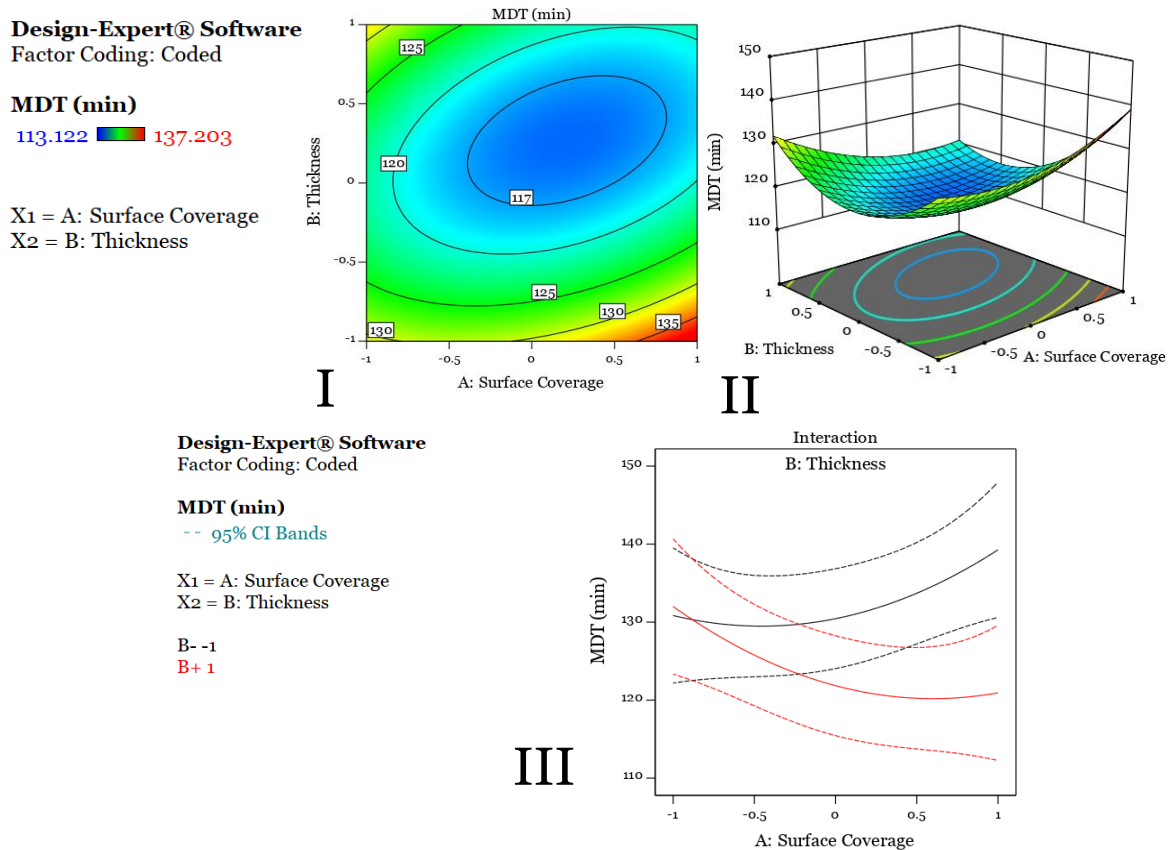 Design-Expert® Software
Factor Coding: Coded
MDT (min)
113.122 137.203
X1 = A: Surface Coverage
X2 = B: Thickness
MDT (min)
1
0.5
0
-0.5
-1
B: Thickness
125
120
117
125
130
130
135
-1 -0.5 0 0.5 1
A: Surface Coverage
I
150
140
130
120
110
MDT (min)
1
0.5
0
-0.5
-1
B: Thickness
-1
-0.5
0
0.5
1
A: Surface Coverage
II
Design-Expert® Software
Factor Coding: Coded
MDT (min)
-- 95% CI Bands
X1 = A: Surface Coverage
X2 = B: Thickness
B- -1
B+ 1
Interaction
B: Thickness
150
140
130
120
110
MDT (min)
-1 -0.5 0 0.5 1
A: Surface Coverage
III